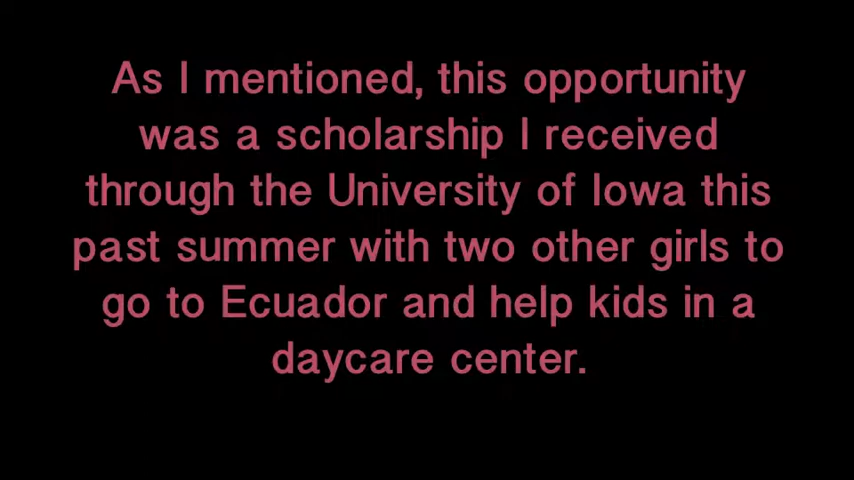 As I mentioned, this opportunity
was a scholarship I received
through the University of Iowa this
past summer with two other girls to
go to Ecuador and help kids in a
daycare center.